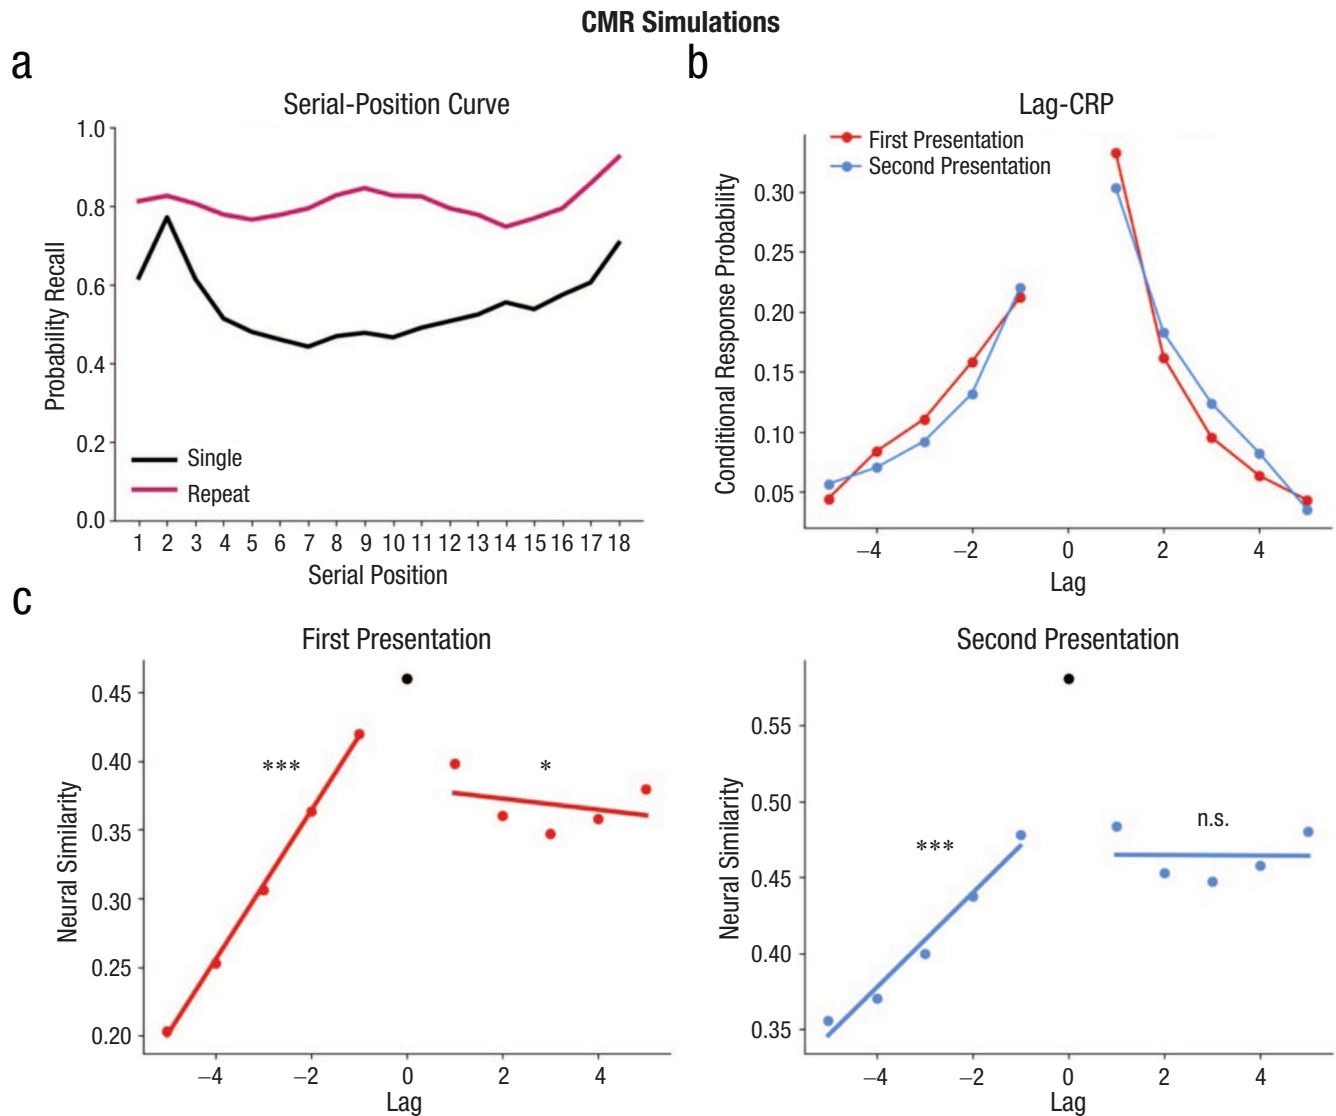 CMR Simulations
a
Serial-Position Curve
Probability Recall
1.0
0.8
0.6
0.4
0.2
0.0
Single
Repeat
1 2 3 4 5 6 7 8 9 10 11 12 13 14 15 16 17 18
Serial Position
b
Lag-CRP
First Presentation
Second Presentation
Conditional Response Probability
0.30
0.25
0.20
0.15
0.10
0.05
−4 −2 0 2 4
Lag
c
First Presentation
Neural Similarity
0.45
0.40
0.35
0.30
0.25
0.20
*** *
−4 −2 0 2 4
Lag
Second Presentation
Neural Similarity
0.55
0.50
0.45
0.40
0.35
*** n.s.
−4 −2 0 2 4
Lag